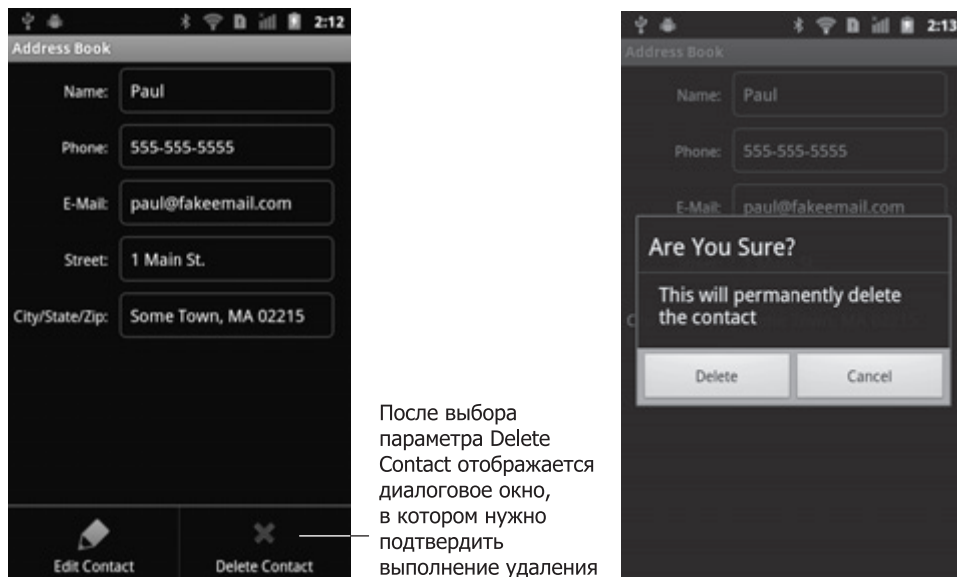 2:12
Address Book
Name: Paul
Phone: 555-555-5555
E-Mail: paul@fakeemail.com
Street: 1 Main St.
City/State/Zip: Some Town, MA 02215
Edit Contact Delete Contact
После выбора
параметра Delete
Contact отображается
диалоговое окно,
в котором нужно
подтвердить
выполнение удаления
2:13
Address Book
Name: Paul
Phone: 555-555-5555
E-Mail: paul@fakeemail.com
Are You Sure?
This will permanently delete
the contact
Delete Cancel